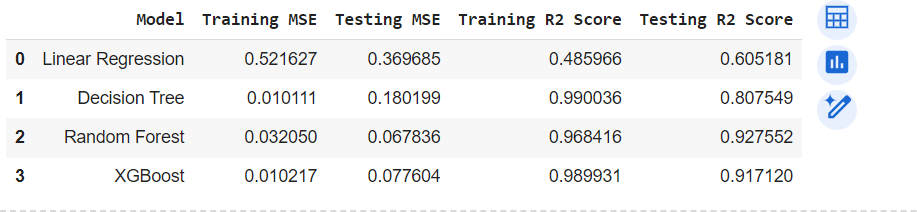 Model Training MSE Testing MSE Training R2 Score Testing R2 Score
0 Linear Regression 0.521627 0.369685 0.485966 0.605181
1 Decision Tree 0.010111 0.180199 0.990036 0.807549
2 Random Forest 0.032050 0.067836 0.968416 0.927552
3 XGBoost 0.010217 0.077604 0.989931 0.917120